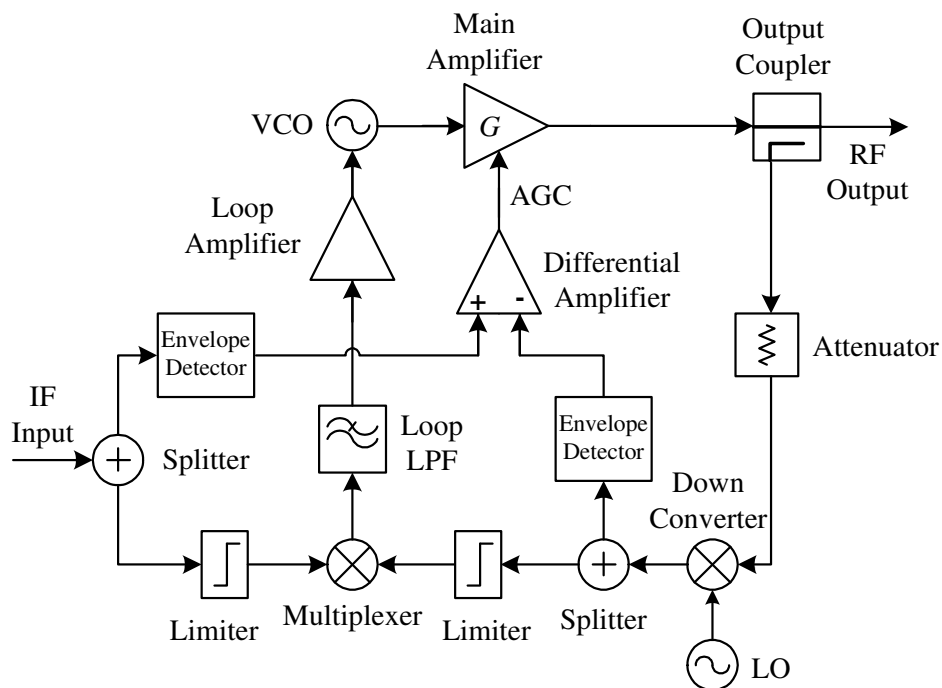 Main
Amplifier
Output
Coupler
VCO
G
RF
Output
AGC
Loop
Amplifier
Differential
Amplifier
+ -
Envelope
Detector
Attenuator
IF
Input
Splitter
Loop
LPF
Envelope
Detector
Down
Converter
Limiter
Multiplexer
Limiter
Splitter
LO